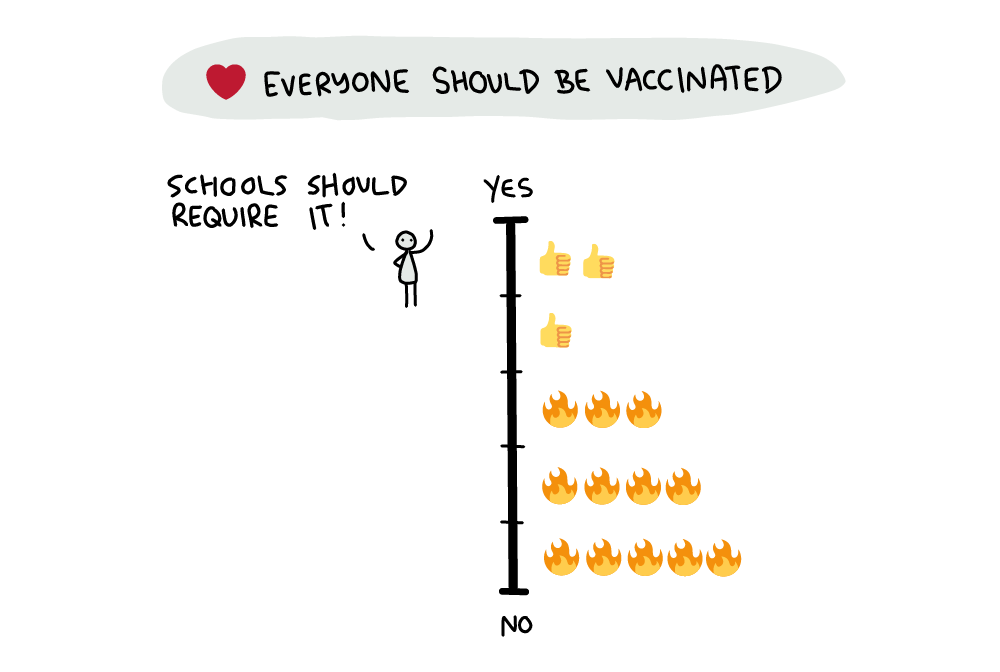 EVERYONE SHOULD BE VACCINATED
SCHOOLS SHOULD
REQUIRE IT!
YES
NO